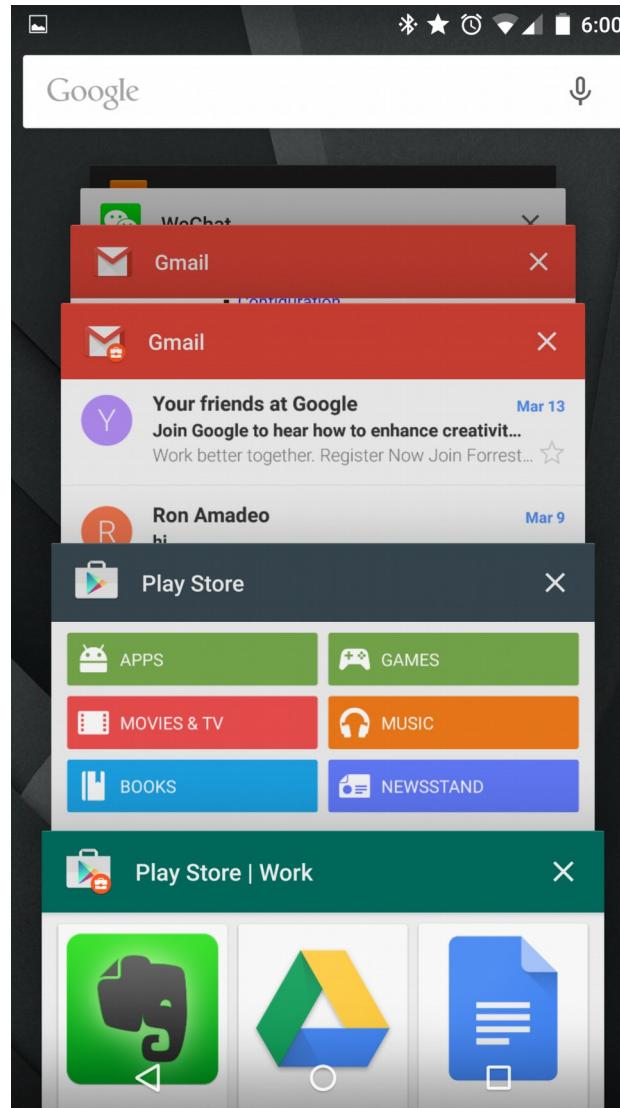 6:00
Google
WeChat
Gmail
Configuration
Gmail
Your friends at Google Mar 13
Join Google to hear how to enhance creativit...
Work better together. Register Now Join Forrest...
Y
Ron Amadeo Mar 9
R
hi
Play Store
APPS GAMES
MOVIES & TV MUSIC
BOOKS NEWSSTAND
Play Store | Work